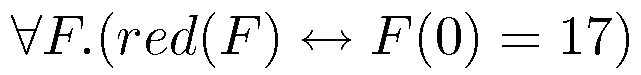 ∀F.(red(F) ↔ F(0) = 17)